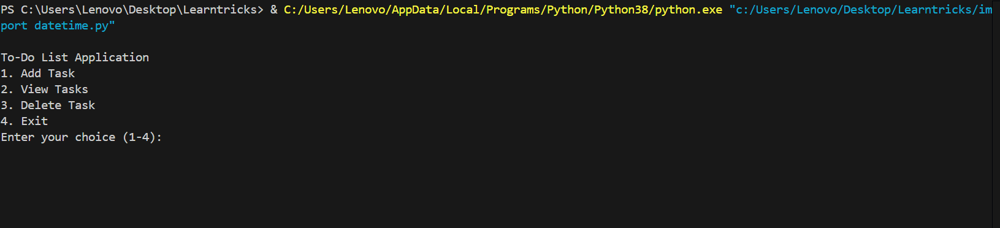 PS C:\Users\Lenovo\Desktop\Learntricks> & C:/Users/Lenovo/AppData/Local/Programs/Python/Python38/python.exe "c:/Users/Lenovo/Desktop/Learntricks/im
port datetime.py"
To-Do List Application
1. Add Task
2. View Tasks
3. Delete Task
4. Exit
Enter your choice (1-4):